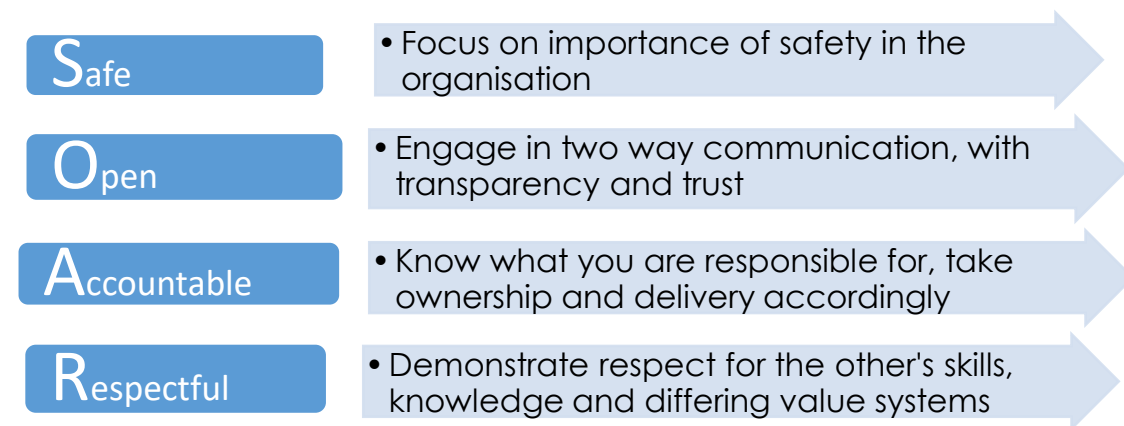 Safe
• Focus on importance of safety in the
organisation
Open
• Engage in two way communication, with
transparency and trust
Accountable
• Know what you are responsible for, take
ownership and delivery accordingly
Respectful
• Demonstrate respect for the other's skills,
knowledge and differing value systems